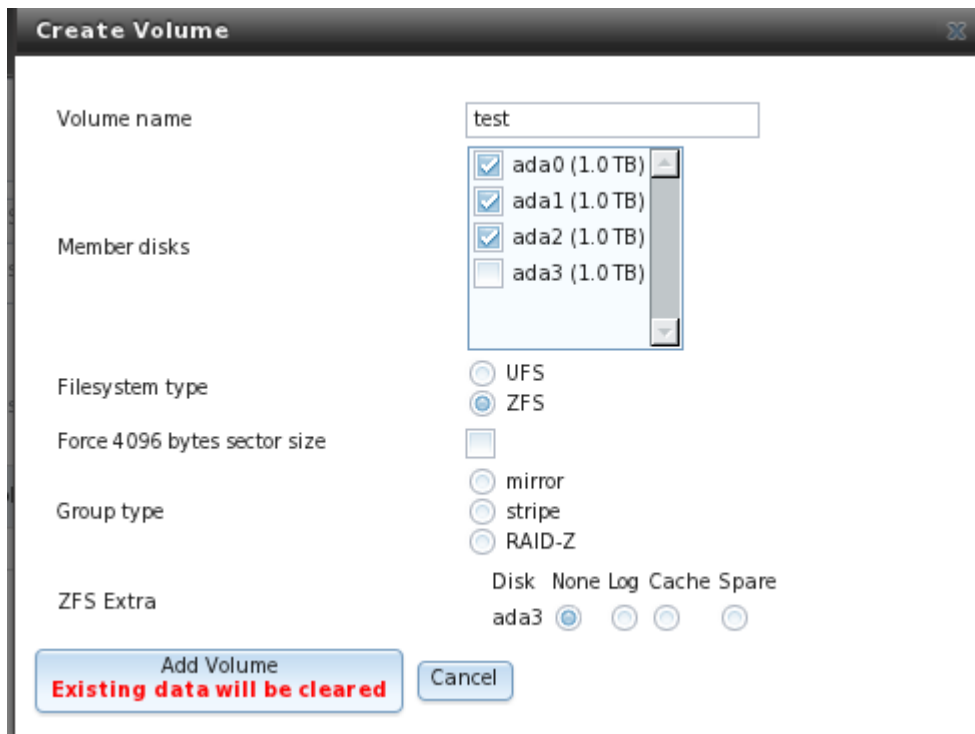 Create Volume
Volume name
test
Member disks
ada0 (1.0 TB)
ada1 (1.0 TB)
ada2 (1.0 TB)
ada3 (1.0 TB)
Filesystem type
UFS
ZFS
Force 4096 bytes sector size
Group type
mirror
stripe
RAID-Z
ZFS Extra
Disk None Log Cache Spare
ada3
Add Volume
Existing data will be cleared
Cancel